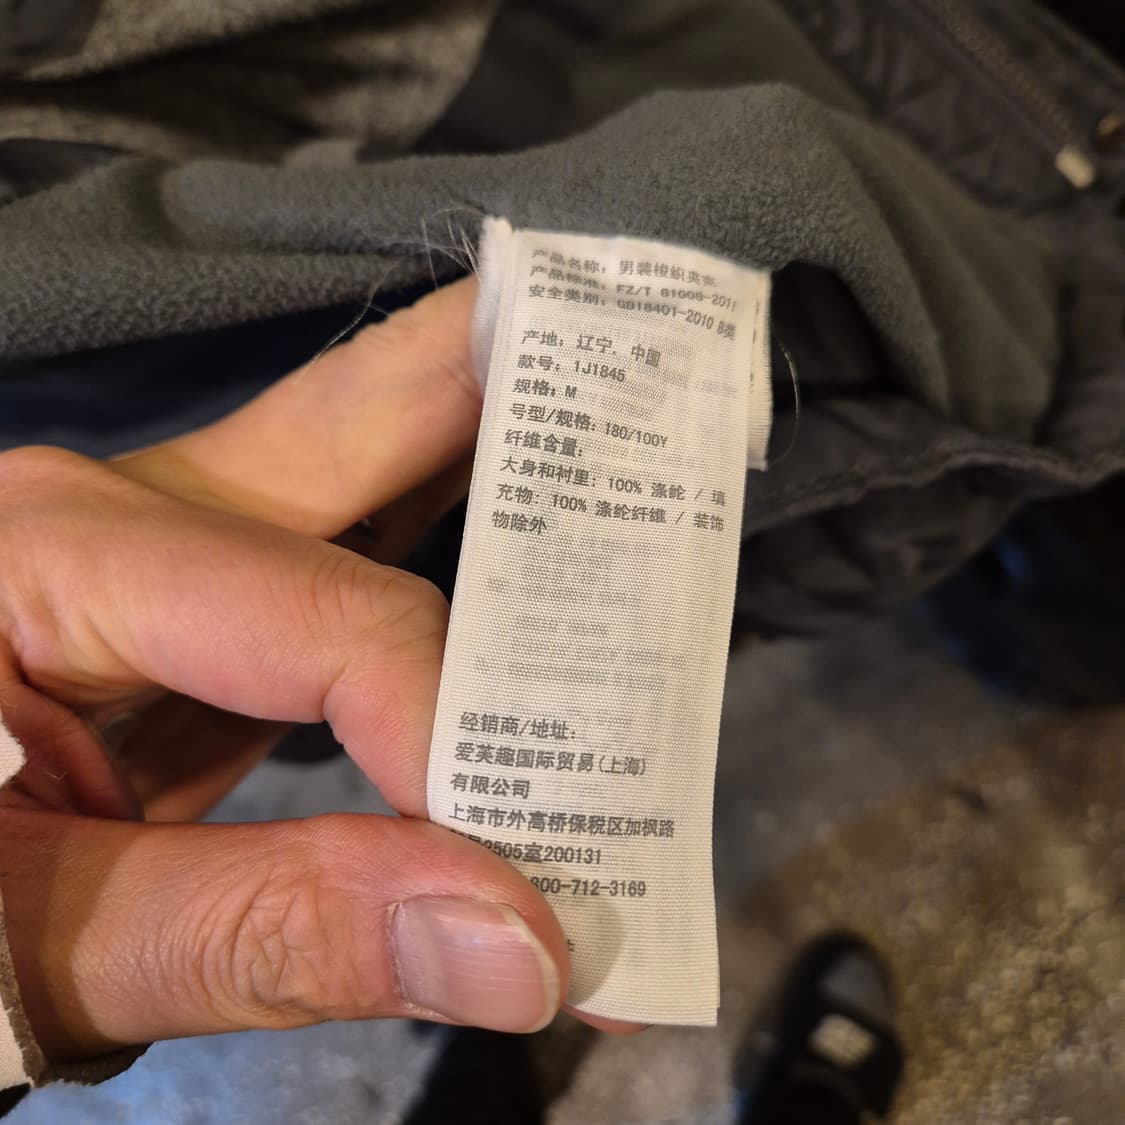 产品名称：男装梭织夹克
产品标准：FZ/T 81008-2011
安全类别：GB18401-2010 B类
产地：辽宁，中国
款号：1J1845
规格：M
号型/规格：180/100Y
纤维含量：
大身和衬里：100% 涤纶 / 填
充物：100% 涤纶纤维 / 装饰
物除外
经销商/地址：
爱芙趣国际贸易(上海)
有限公司
上海市外高桥保税区加枫路
2505室200131
800-712-3169